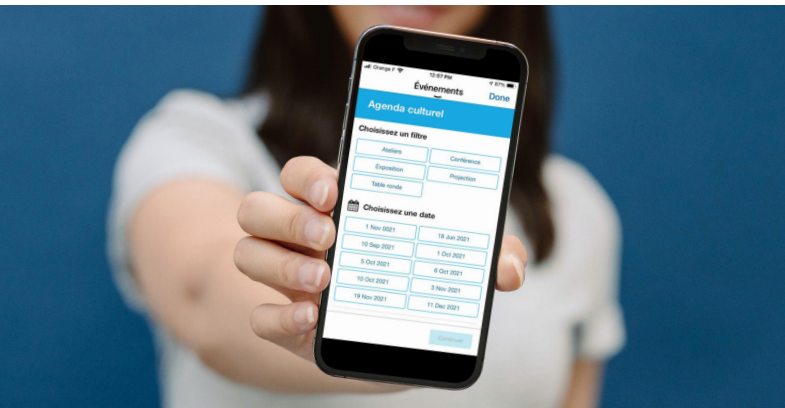 Orange F 12:57 PM 87%
Événements Done
Agenda culturel
Choisissez un filtre
Ateliers Conférence
Exposition Projection
Table ronde
Choisissez une date
1 Nov 0021 18 Jun 2021
10 Sep 2021 1 Oct 2021
5 Oct 2021 6 Oct 2021
10 Oct 2021 3 Nov 2021
19 Nov 2021 11 Dec 2021
Continuer